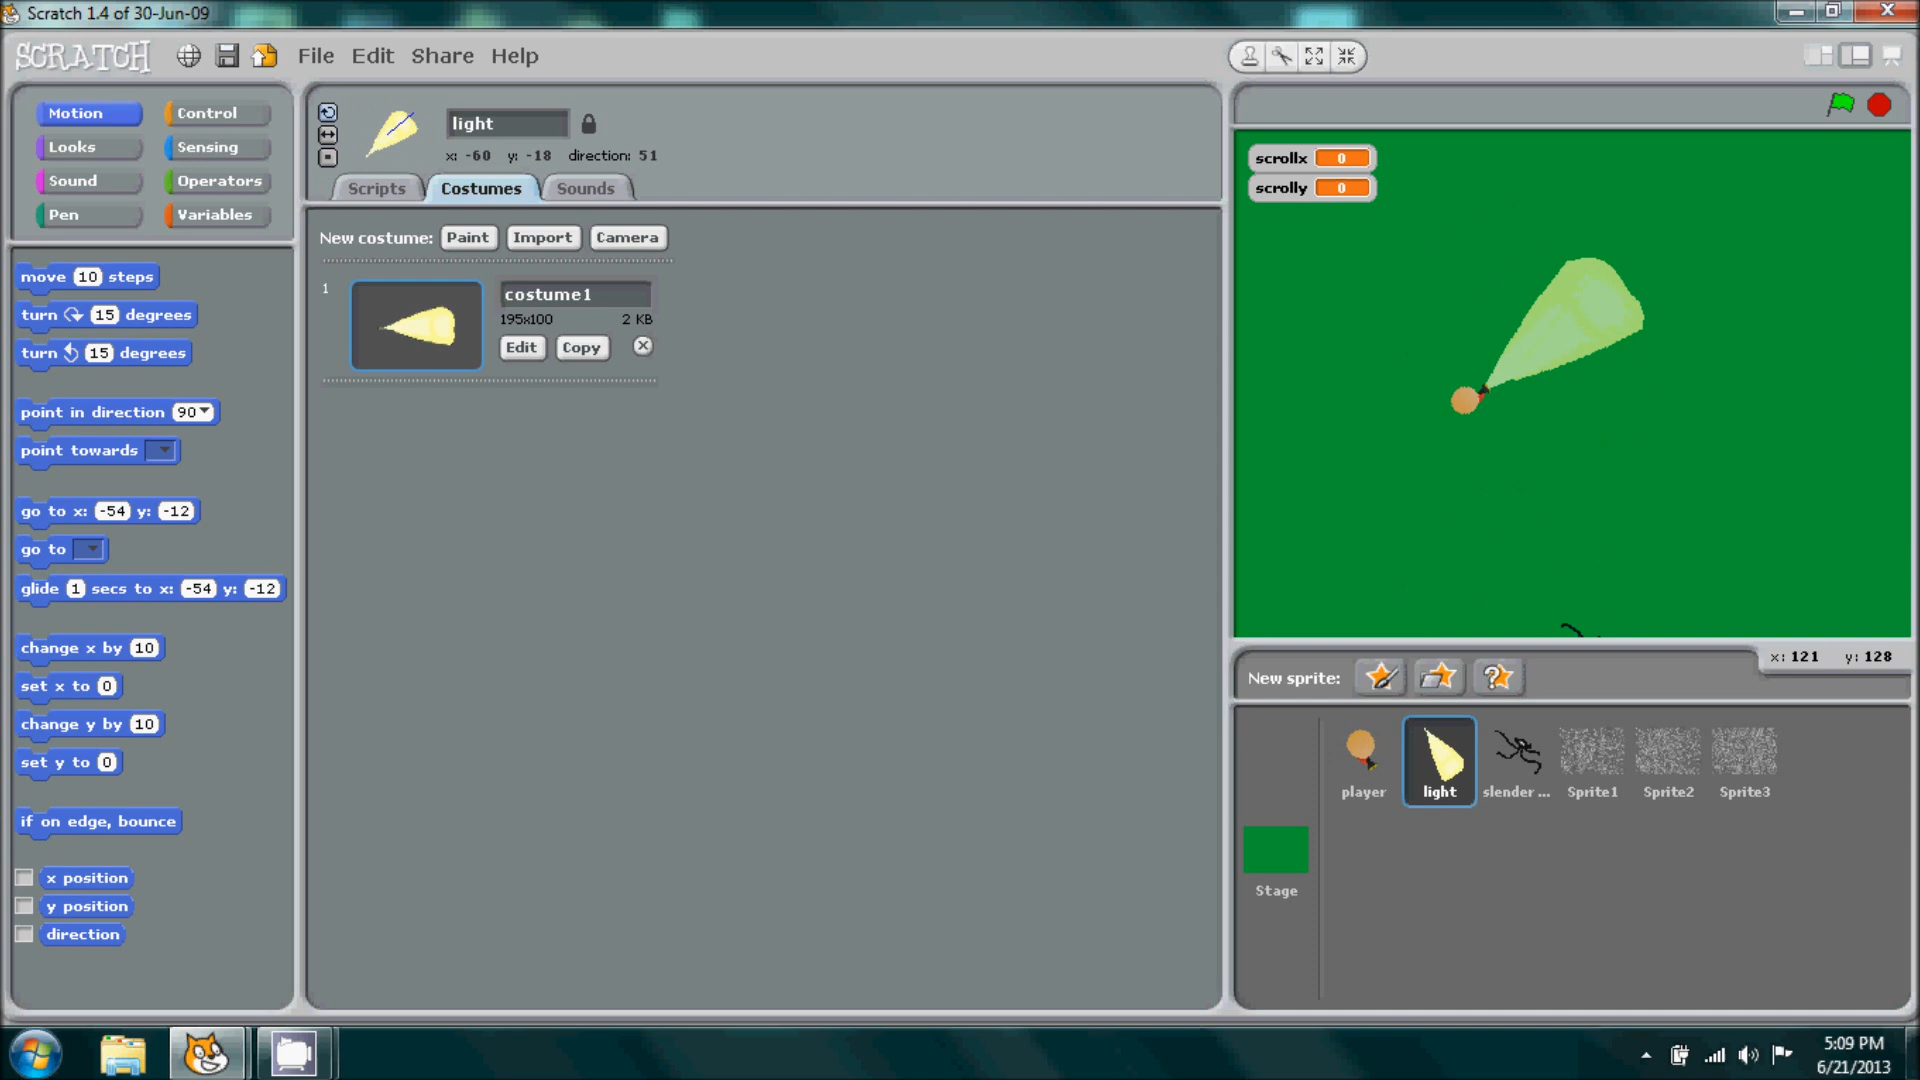 Scratch 1.4 of 30-Jun-09
SCRATCH File Edit Share Help
Motion Control
Looks Sensing
Sound Operators
Pen Variables
move 10 steps
turn 15 degrees
turn 15 degrees
point in direction 90
point towards
go to x: -54 y: -12
go to
glide 1 secs to x: -54 y: -12
change x by 10
set x to 0
change y by 10
set y to 0
if on edge, bounce
x position
y position
direction
light
x: -60 y: -18 direction: 51
Scripts Costumes Sounds
New costume: Paint Import Camera
1
costume1
195x100 2 KB
Edit Copy
scrollx 0
scrolly 0
x: 121 y: 128
New sprite:
player light slender ... Sprite1 Sprite2 Sprite3
Stage
5:09 PM
6/21/2013